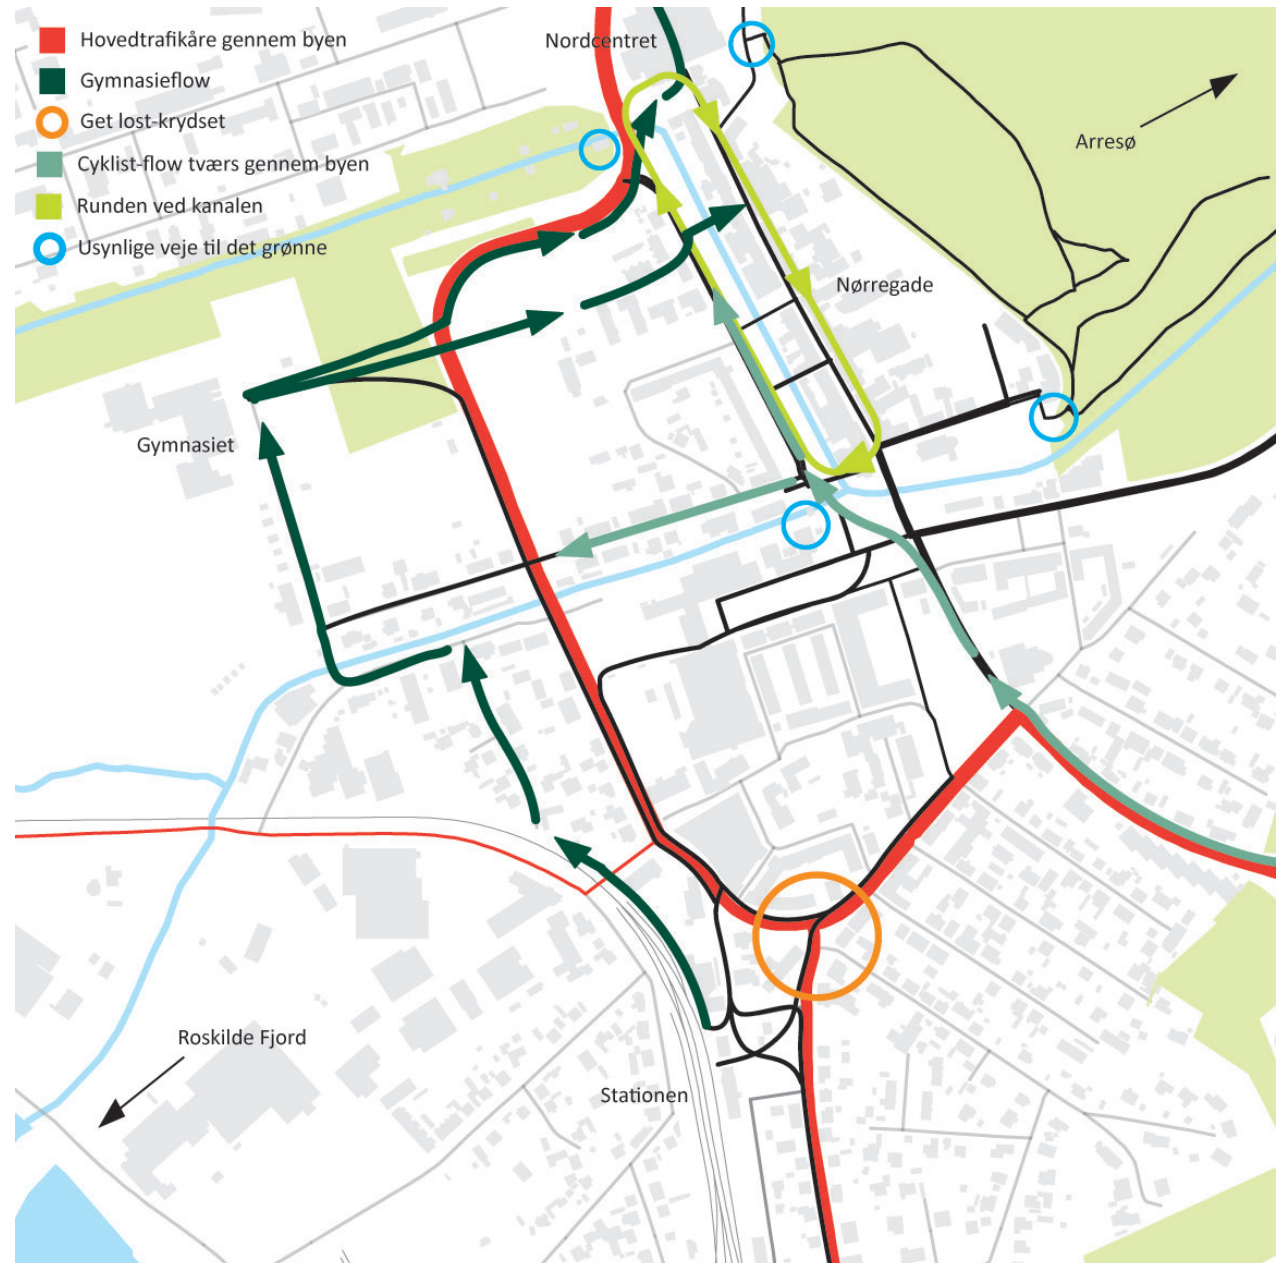 Hovedtrafikåre gennem byen
Gymnasieflow
Get lost-krydset
Cyklist-flow tværs gennem byen
Runden ved kanalen
Usynlige veje til det grønne
Nordcentret
Arresø
Nørregade
Gymnasiet
Roskilde Fjord
Stationen